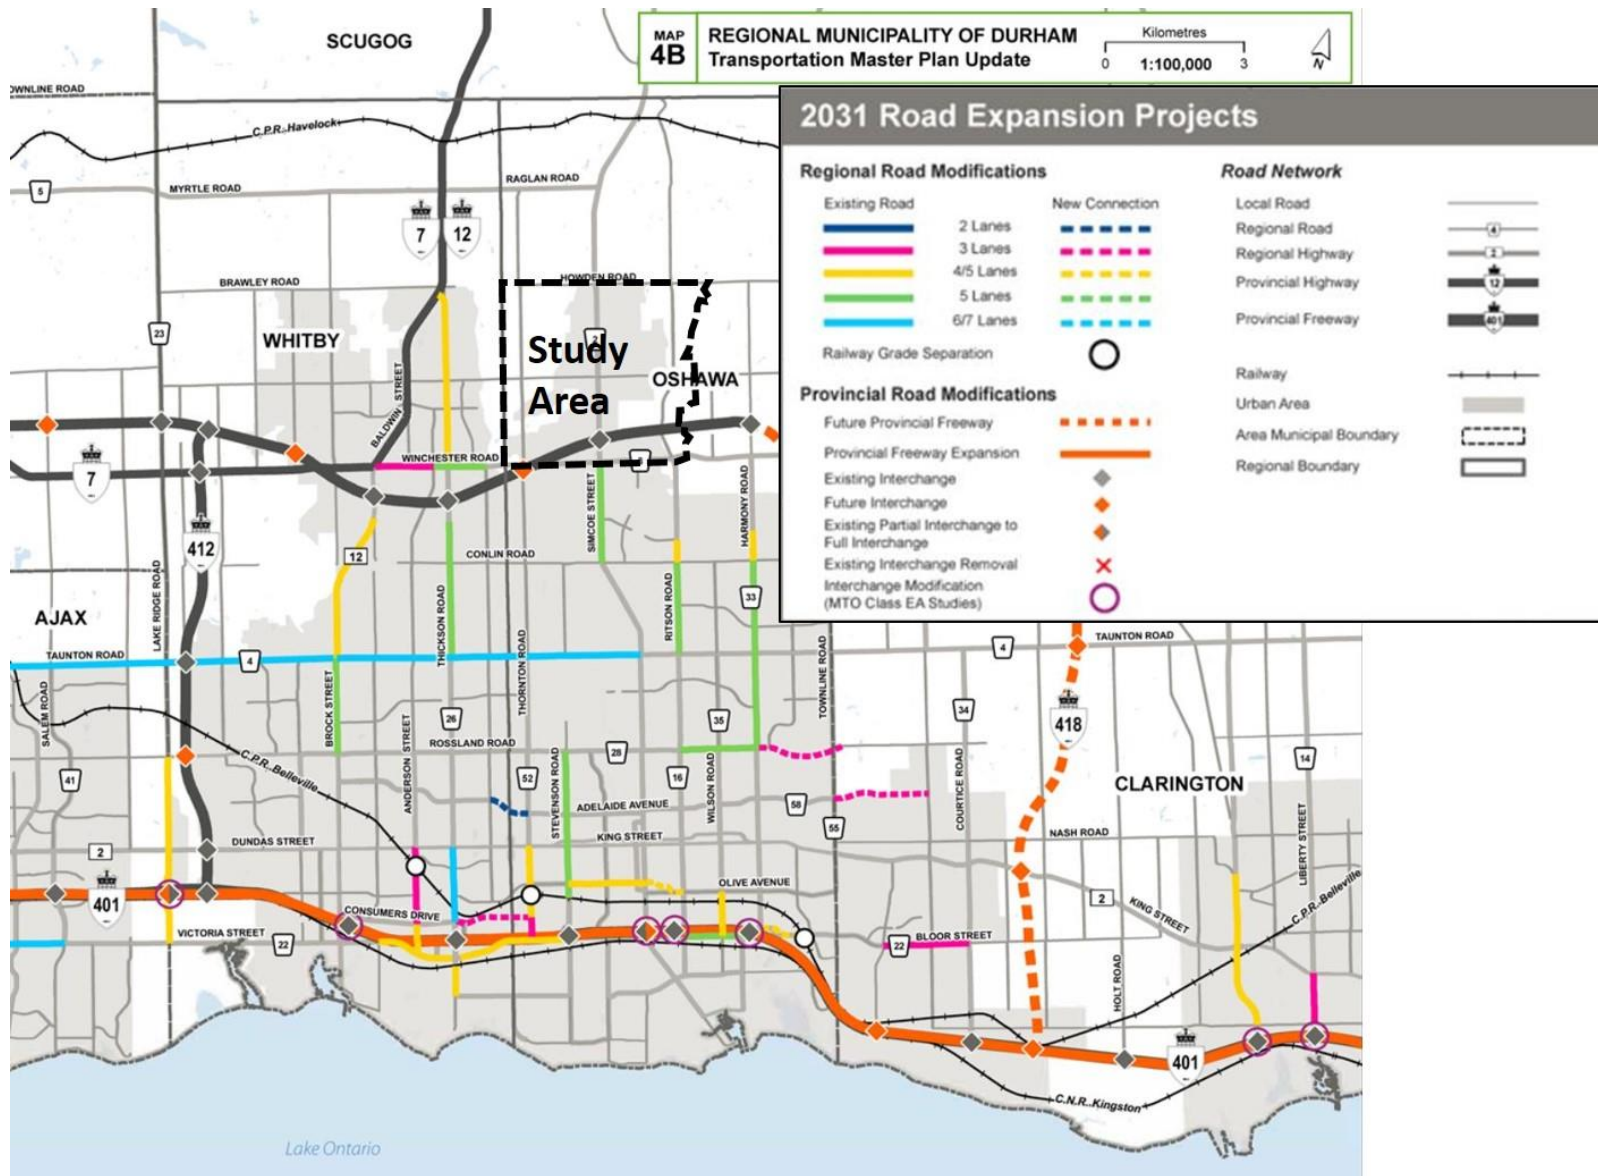 SCUGOG
MAP
4B
REGIONAL MUNICIPALITY OF DURHAM
Transportation Master Plan Update
Kilometres
0 1:100,000 3
N
OWNLINE ROAD
C.P.R. Havelock
5
MYRTLE ROAD
RAGLAN ROAD
7
12
BRAWLEY ROAD
HOWDEN ROAD
23
WHITBY
Study
Area
2
OSHAWA
BALDWIN STREET
WINCHESTER ROAD
3
7
412
12
CONLIN ROAD
SIMCOE STREET
HARMONY ROAD
LAKE RIDGE ROAD
THICKSON ROAD
RITSON ROAD
33
AJAX
TAUNTON ROAD
4
THORNTON ROAD
TOWNLINE ROAD
4
TAUNTON ROAD
SALEM ROAD
BROCK STREET
26
35
34
418
ANDERSON STREET
ROSSLAND ROAD
28
C.P.R. Belleville
41
52
STEVENSON ROAD
16
WILSON ROAD
COURTICE ROAD
14
CLARINGTON
ADELAIDE AVENUE
58
55
2
DUNDAS STREET
KING STREET
NASH ROAD
LIBERTY STREET
401
OLIVE AVENUE
2
KING STREET
C.P.R. Belleville
CONSUMERS DRIVE
VICTORIA STREET
22
22
BLOOR STREET
HOLT ROAD
401
C.N.R. Kingston
Lake Ontario
2031 Road Expansion Projects
Regional Road Modifications
Existing Road
New Connection
2 Lanes
3 Lanes
4/5 Lanes
5 Lanes
6/7 Lanes
Railway Grade Separation
Provincial Road Modifications
Future Provincial Freeway
Provincial Freeway Expansion
Existing Interchange
Future Interchange
Existing Partial Interchange to
Full Interchange
Existing Interchange Removal
Interchange Modification
(MTO Class EA Studies)
Road Network
Local Road
Regional Road
4
Regional Highway
2
Provincial Highway
12
Provincial Freeway
401
Railway
Urban Area
Area Municipal Boundary
Regional Boundary